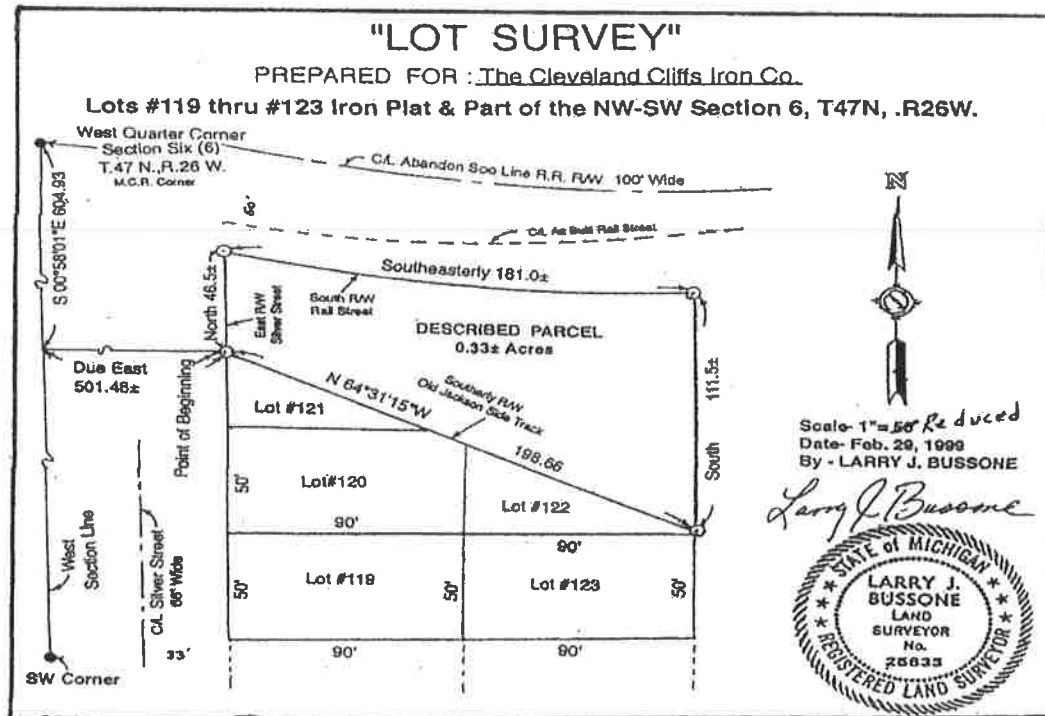 "LOT SURVEY"
PREPARED FOR : The Cleveland Cliffs Iron Co.
Lots #119 thru #123 Iron Plat & Part of the NW-SW Section 6, T47N, .R26W.
West Quarter Corner
Section Six (6)
T.47 N.,R.26 W.
M.C.R. Corner
C/L Abandon Soo Line R.R. R/W 100' Wide
S 00°58'01"E 604.93
50'
C/L As Built Rail Street
N
North 46.5±
Southeasterly 181.0±
South R/W
Rail Street
East R/W
Silver Street
DESCRIBED PARCEL
0.33± Acres
Due East
501.48±
Point of Beginning
N 64°31'15"W
198.66
Southerly R/W
Old Jackson Side Track
111.5±
South
Lot #121
Lot#120
Lot #122
50'
90'
90'
Lot #119
Lot #123
50'
50'
50'
90'
90'
West
Section Line
C/L Silver Street
66' Wide
33'
SW Corner
Scale- 1"=50' Reduced
Date- Feb. 29, 1999
By - LARRY J. BUSSONE
Larry J Bussone
STATE of MICHIGAN
LARRY J.
BUSSONE
LAND
SURVEYOR
No.
REGISTERED LAND SURVEYOR